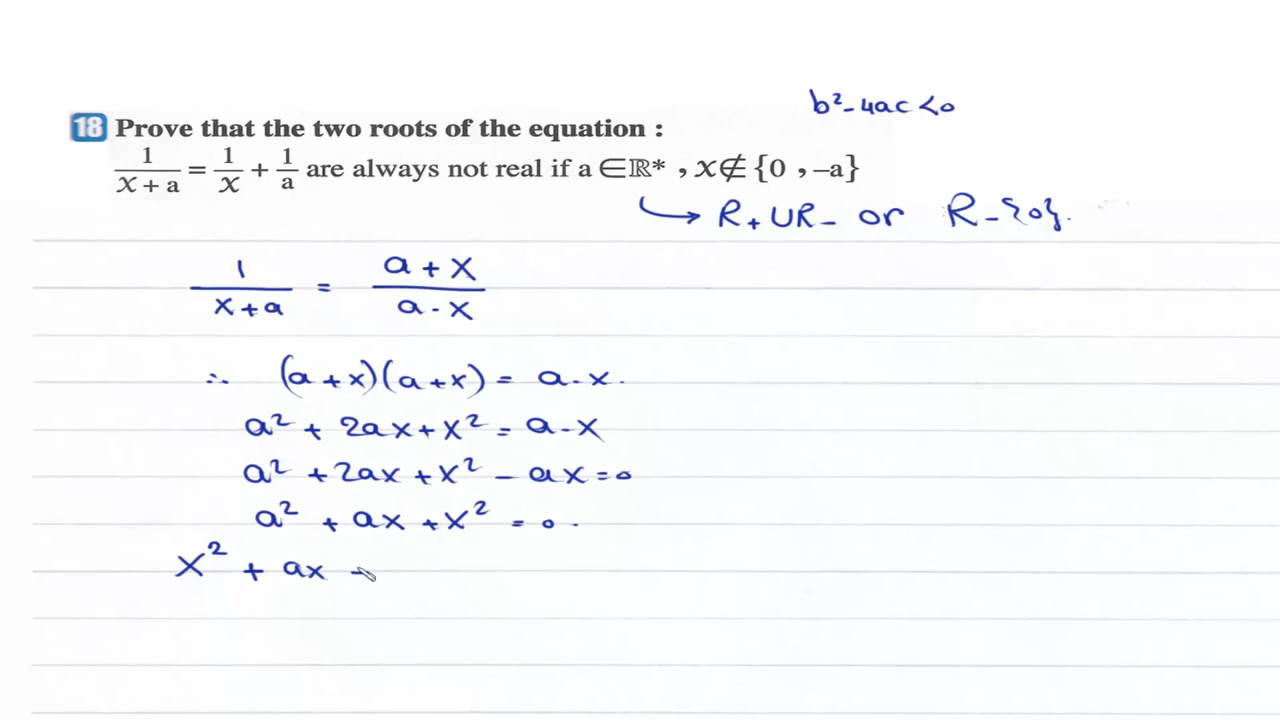 b² - 4ac < 0
18 Prove that the two roots of the equation :
1/(x + a) = 1/x + 1/a are always not real if a ∈ ℝ* , x ∉ {0 , –a}
↳ R₊ ∪ R₋ or R - {0}.
1/(x + a) = (a + x)/(a · x)
∴ (a + x)(a + x) = a · x.
a² + 2ax + x² = a · x
a² + 2ax + x² - ax = 0
a² + ax + x² = 0.
x² + ax